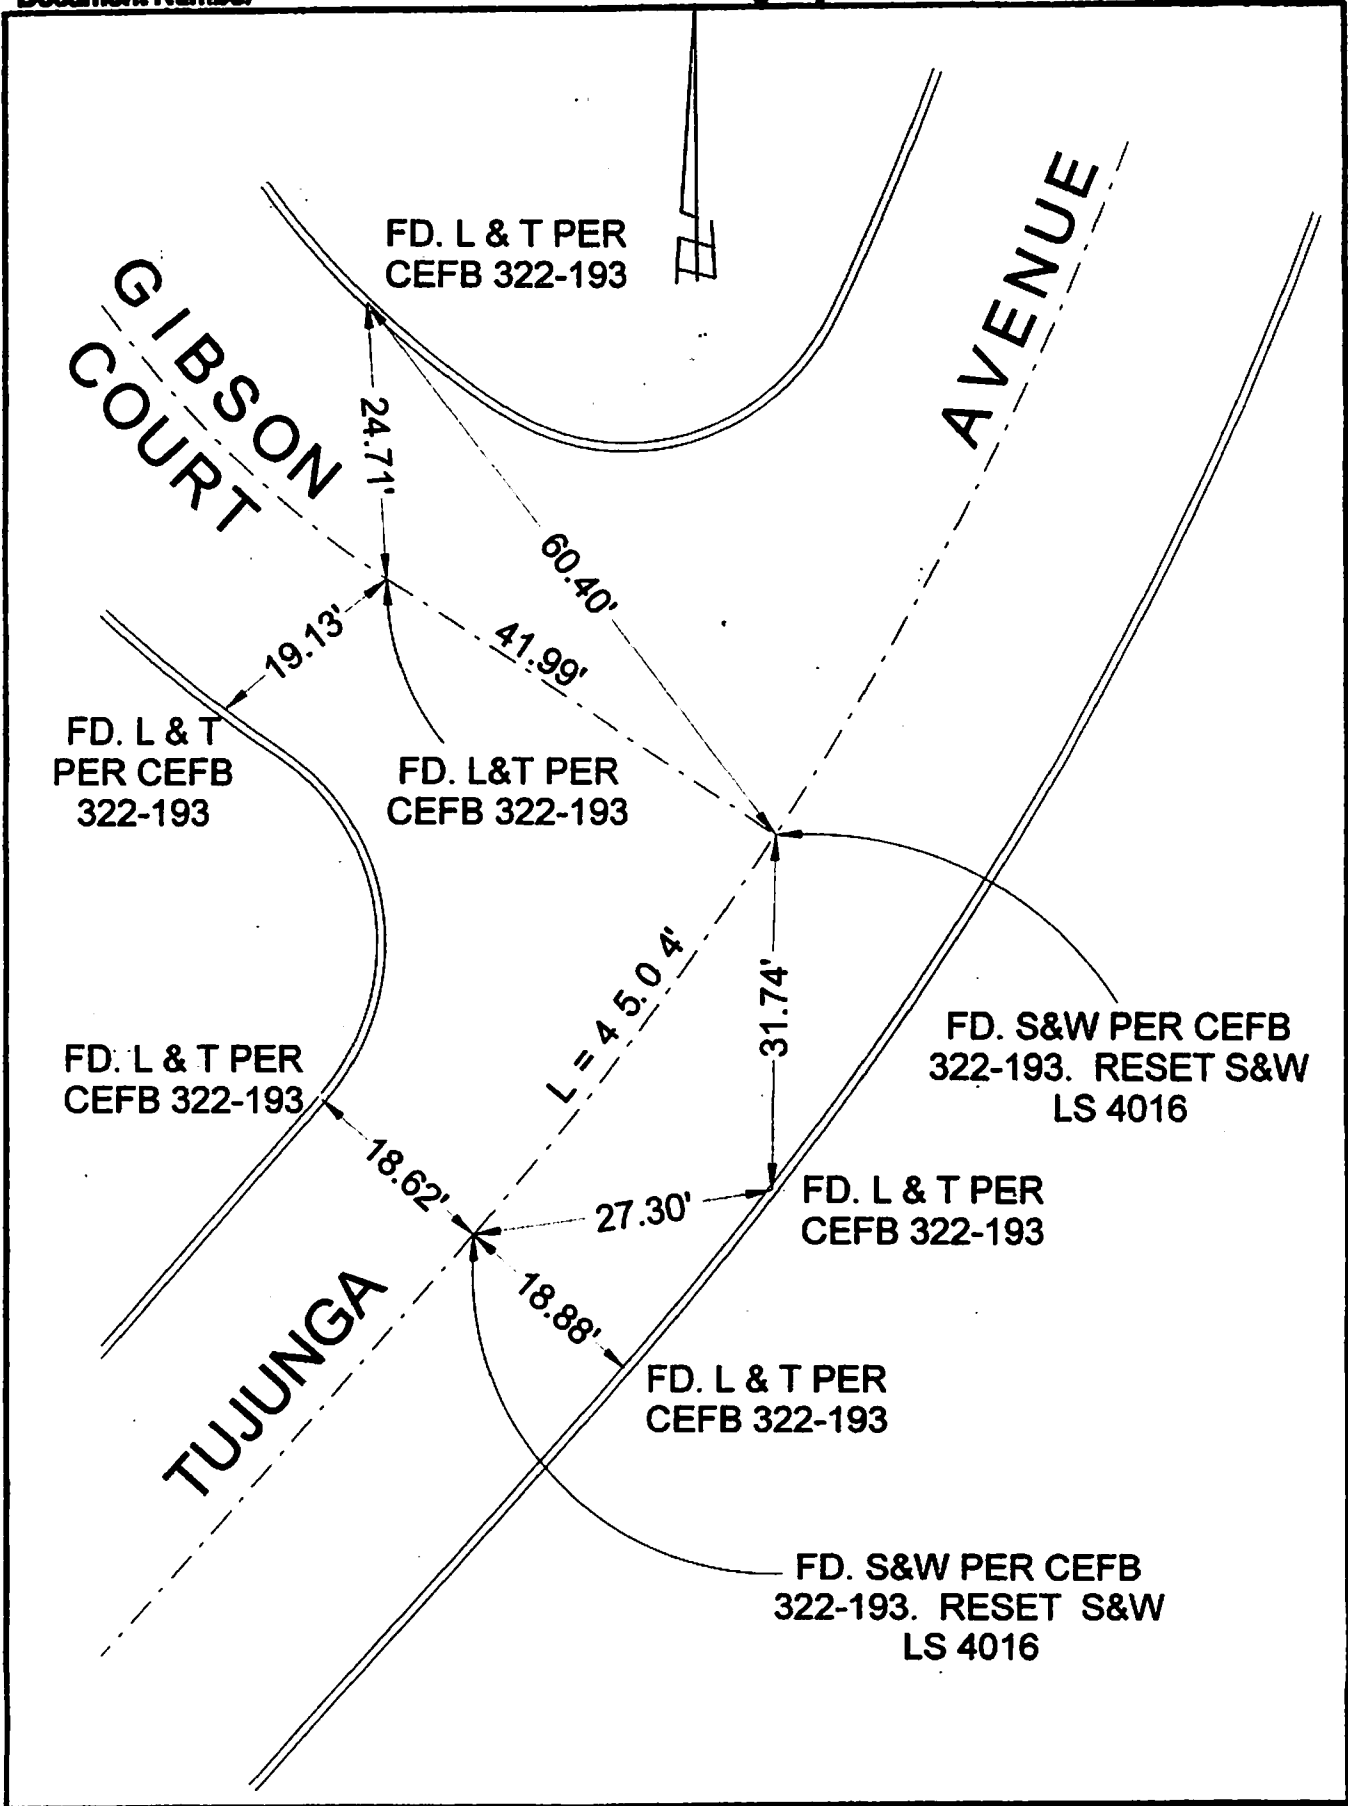 Document Number
FD. L & T PER
CEFB 322-193
GIBSON
COURT
AVENUE
24.71'
60.40'
19.13'
41.99'
FD. L & T
PER CEFB
322-193
FD. L&T PER
CEFB 322-193
L = 45.04'
31.74'
FD. S&W PER CEFB
322-193. RESET S&W
LS 4016
FD. L & T PER
CEFB 322-193
18.62'
27.30'
FD. L & T PER
CEFB 322-193
18.88'
TUJUNGA
FD. L & T PER
CEFB 322-193
FD. S&W PER CEFB
322-193. RESET S&W
LS 4016